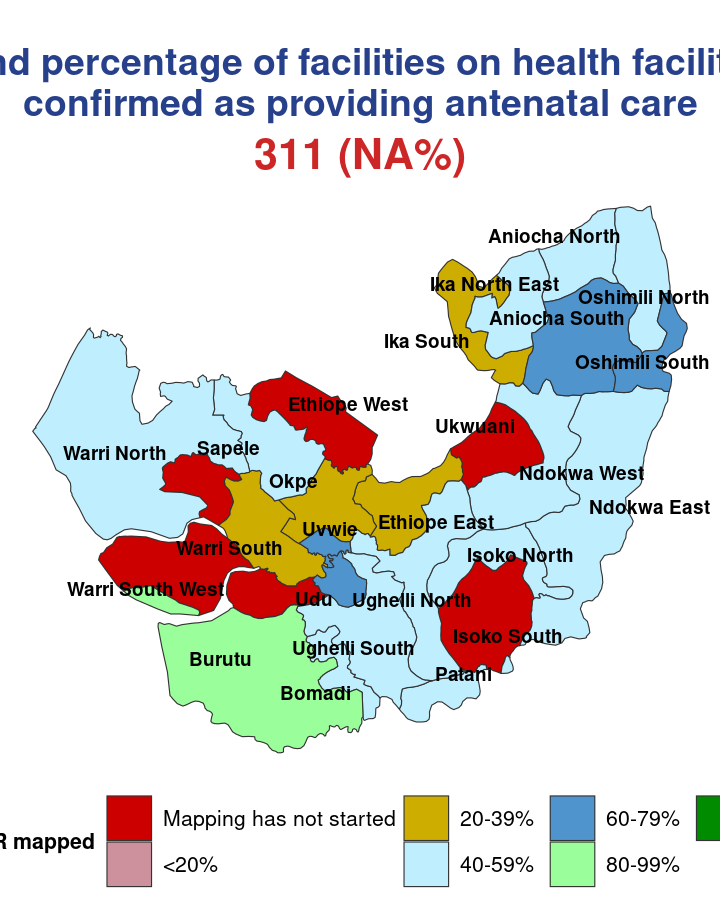 nd percentage of facilities on health facilit
confirmed as providing antenatal care
311 (NA%)
Aniocha North
Ika North East
Oshimili North
Aniocha South
Ika South
Oshimili South
Ethiope West
Ukwuani
Sapele
Warri North
Ndokwa West
Okpe
Ndokwa East
Ethiope East
Uvwie
Warri South
Isoko North
Warri South West
Udu
Ughelli North
Isoko South
Ughelli South
Burutu
Patani
Bomadi
Mapping has not started
20-39%
60-79%
R mapped
<20%
40-59%
80-99%